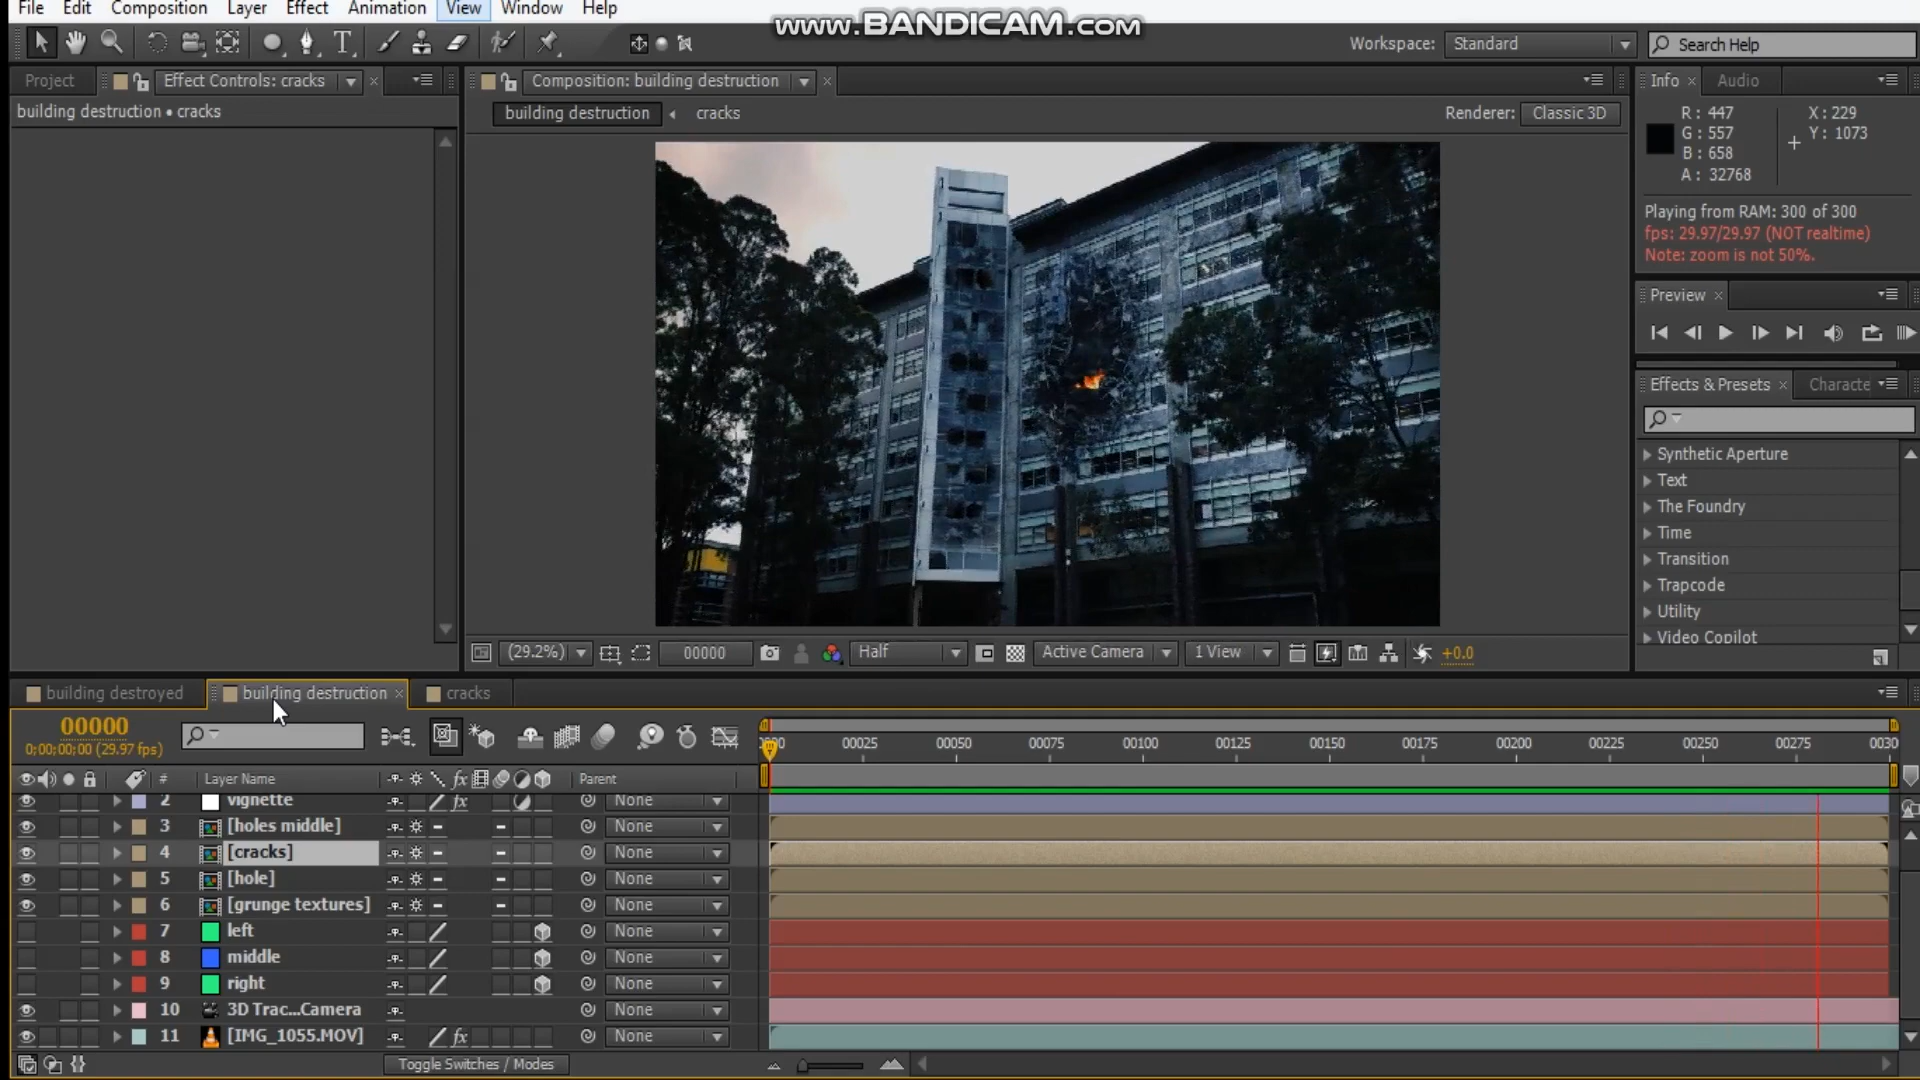 File Edit Composition Layer Effect Animation View Window Help
www.BANDICAM.com
T
Workspace: Standard
Search Help
Project
Effect Controls: cracks
Composition: building destruction
Info
Audio
building destruction • cracks
building destruction
cracks
Renderer: Classic 3D
R: 447
G: 557
B: 658
A: 32768
X: 229
Y: 1073
Playing from RAM: 300 of 300
fps: 29.97/29.97 (NOT realtime)
Note: zoom is not 50%.
Preview
Effects & Presets
Characte
Synthetic Aperture
Text
The Foundry
Time
Transition
Trapcode
Utility
Video Copilot
(29.2%)
00000
Half
Active Camera
1 View
+0.0
building destroyed
building destruction
cracks
00000
0;00;00;00 (29.97 fps)
00025 00050 00075 00100 00125 00150 00175 00200 00225 00250 00275 0030
# Layer Name fx Parent
2 vignette fx None
3 [holes middle] None
4 [cracks] None
5 [hole] None
6 [grunge textures] None
7 left None
8 middle None
9 right None
10 3D Trac...Camera None
11 [IMG_1055.MOV] fx None
Toggle Switches / Modes